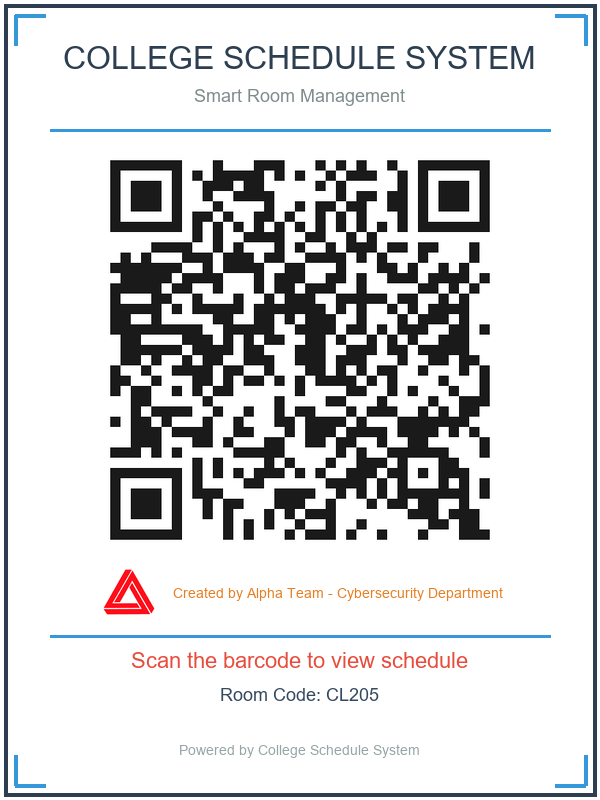 COLLEGE SCHEDULE SYSTEM
Smart Room Management
Created by Alpha Team - Cybersecurity Department
Scan the barcode to view schedule
Room Code: CL205
Powered by College Schedule System